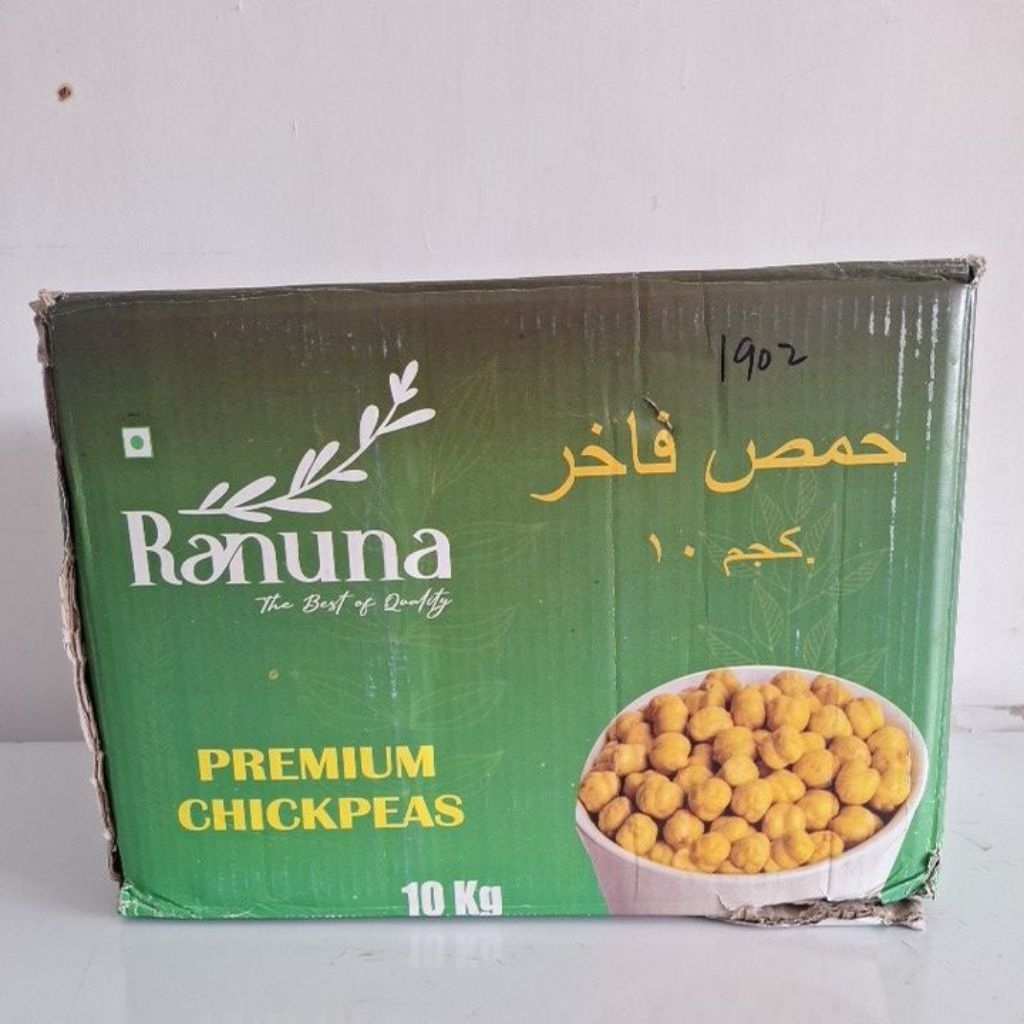 1902
Ranuna
The Best of Quality
حمص فاخر
كجم ١٠
PREMIUM
CHICKPEAS
10 Kg